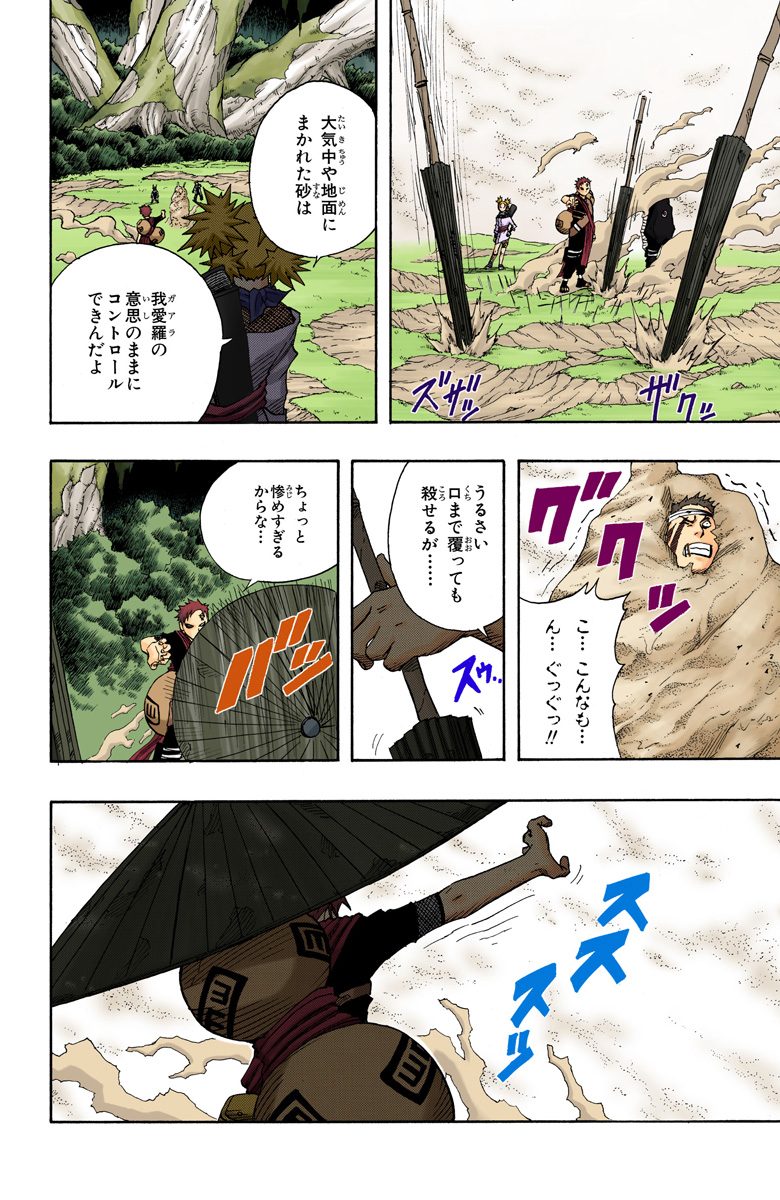 ズザッ
ザクッ
大気中や地面に
まかれた砂は
我愛羅の
意思のままに
コントロール
できんだよ
ググッ
こ…こんなも…
ん…ぐっぐっ!!
うるさい
口まで覆っても
殺せるが……
スゥ…
ちょっと
惨めすぎる
からな…
バッ
ススス
スッ